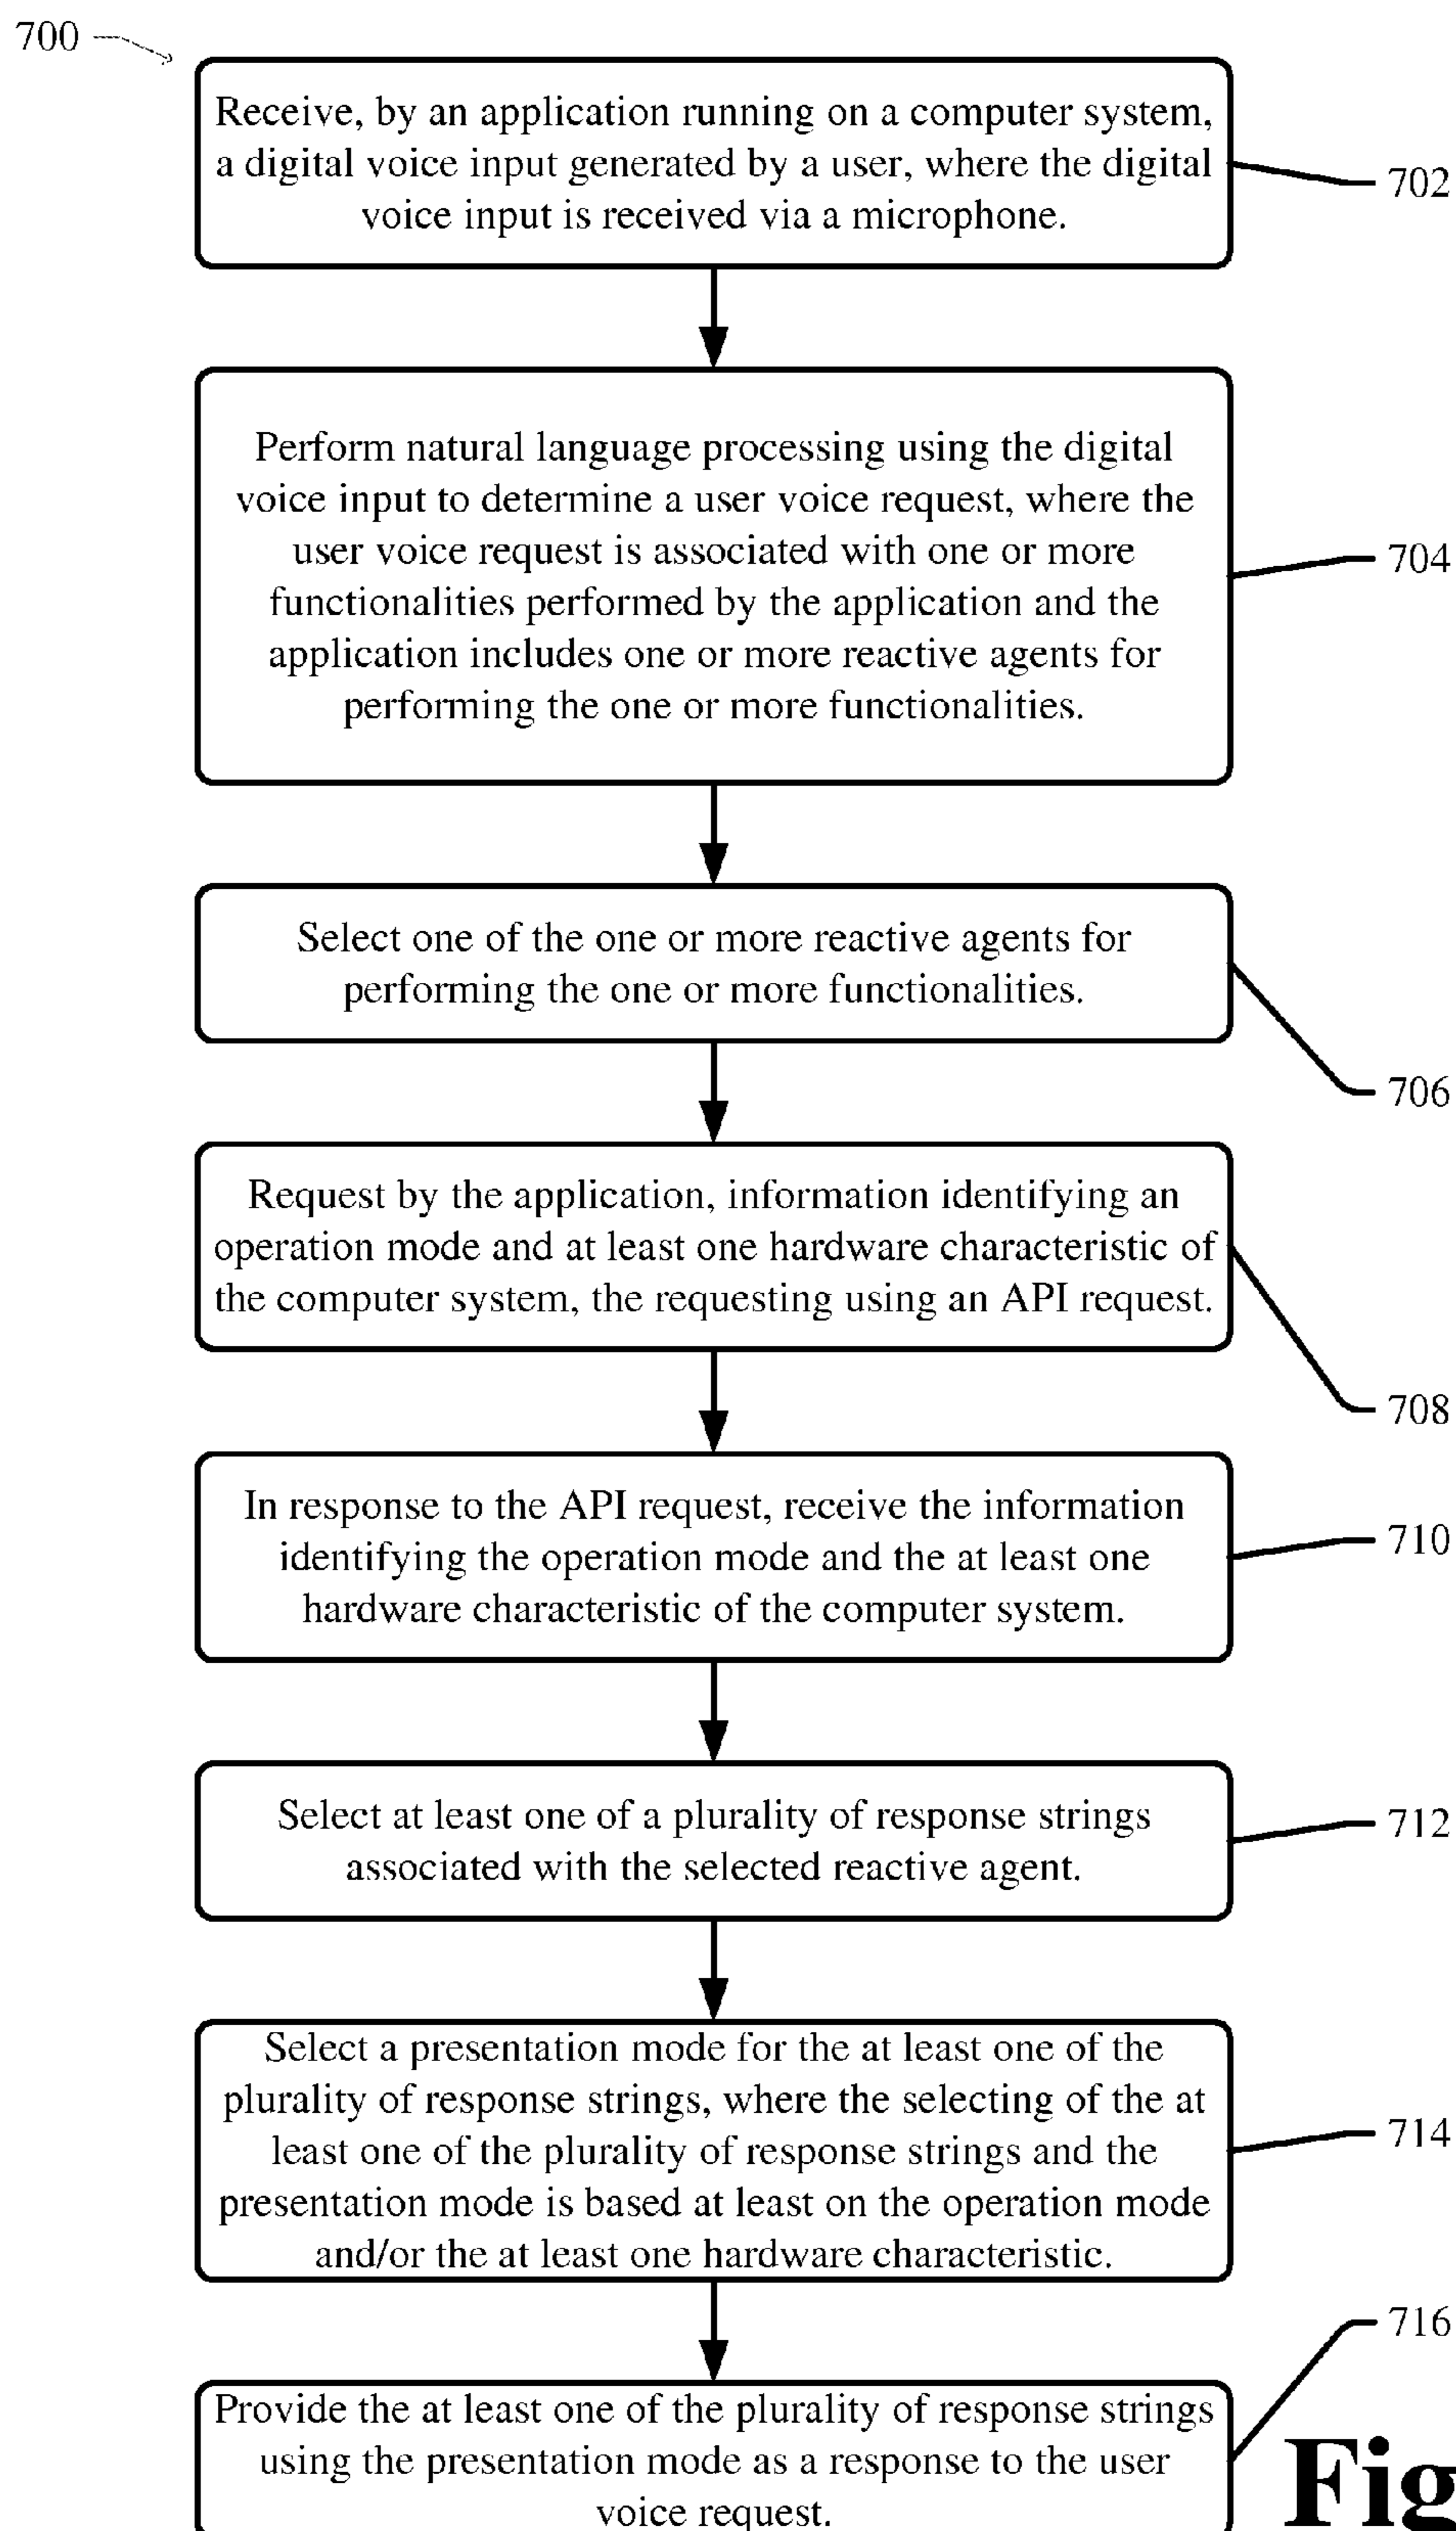 700
Receive, by an application running on a computer system,
a digital voice input generated by a user, where the digital
voice input is received via a microphone.
702
Perform natural language processing using the digital
voice input to determine a user voice request, where the
user voice request is associated with one or more
functionalities performed by the application and the
application includes one or more reactive agents for
performing the one or more functionalities.
704
Select one of the one or more reactive agents for
performing the one or more functionalities.
706
Request by the application, information identifying an
operation mode and at least one hardware characteristic of
the computer system, the requesting using an API request.
708
In response to the API request, receive the information
identifying the operation mode and the at least one
hardware characteristic of the computer system.
710
Select at least one of a plurality of response strings
associated with the selected reactive agent.
712
Select a presentation mode for the at least one of the
plurality of response strings, where the selecting of the at
least one of the plurality of response strings and the
presentation mode is based at least on the operation mode
and/or the at least one hardware characteristic.
714
716
Provide the at least one of the plurality of response strings
using the presentation mode as a response to the user
voice request.
Fig